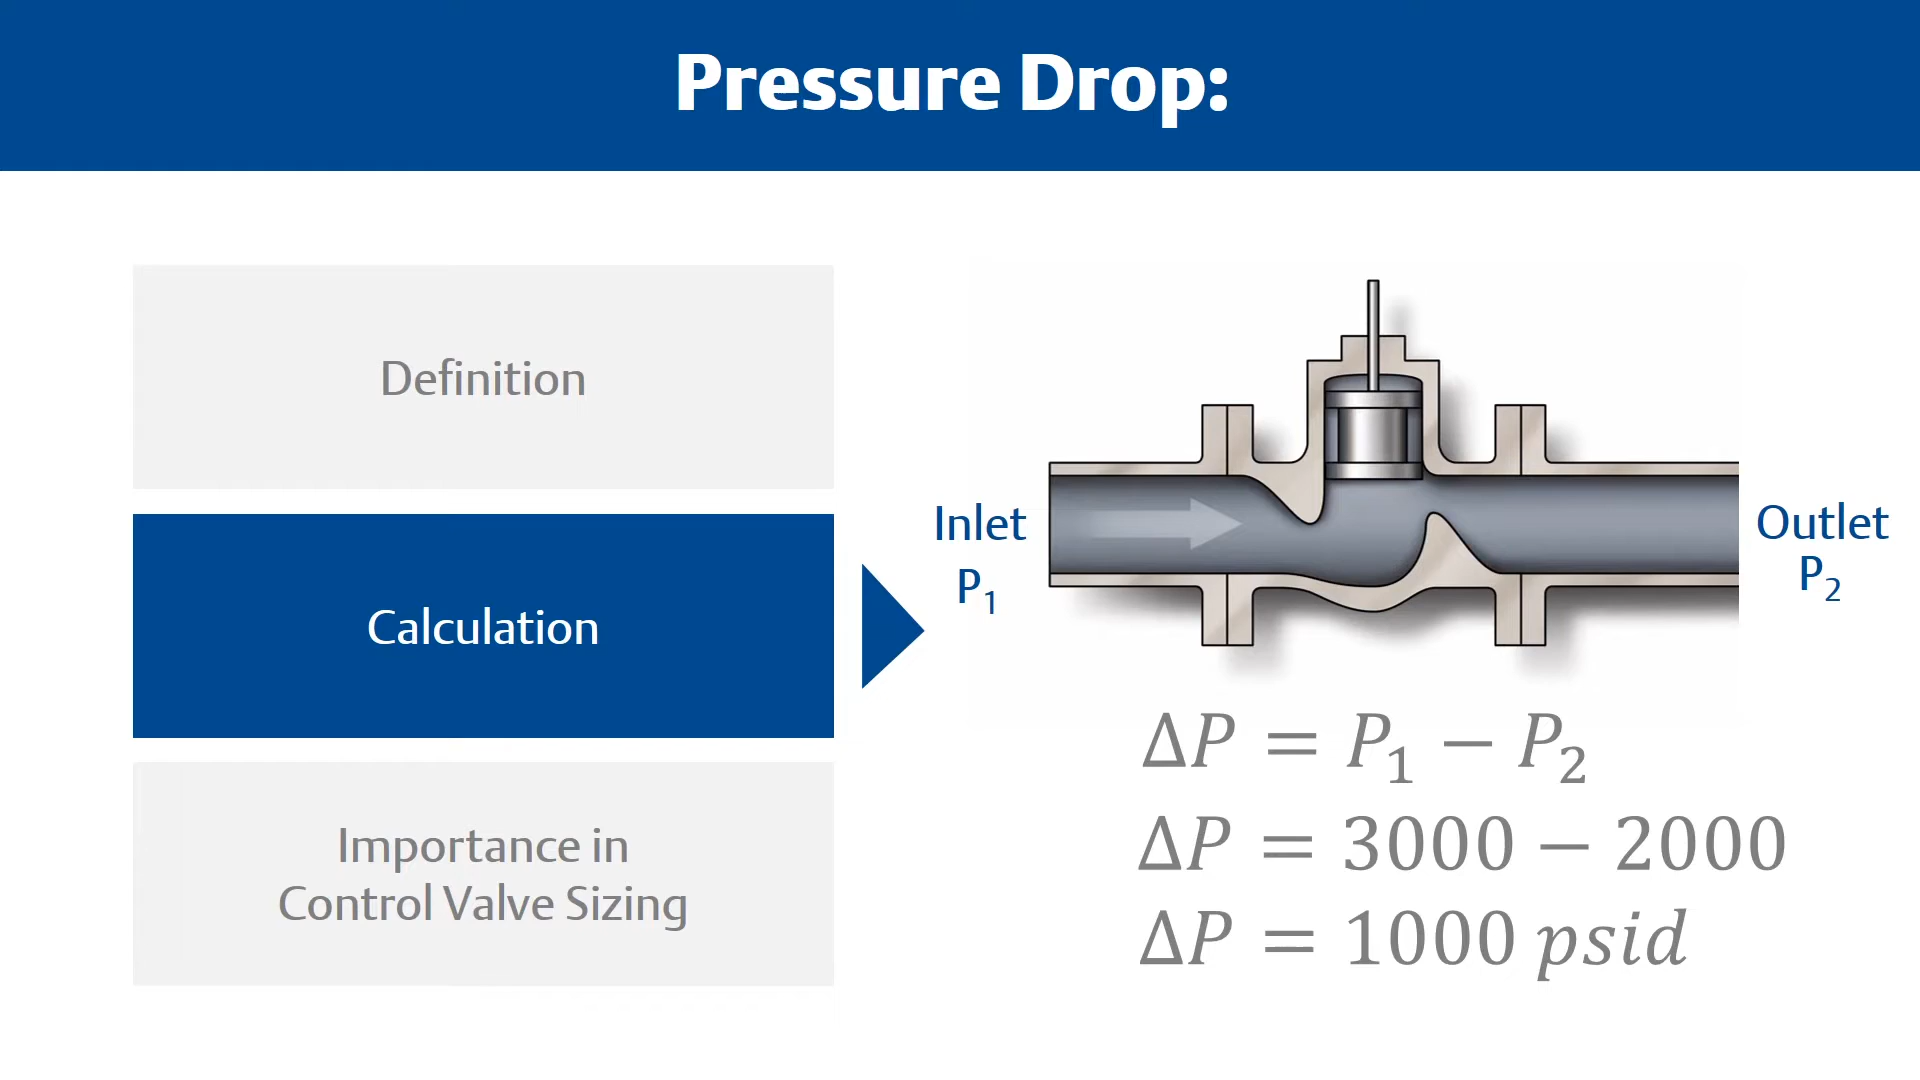 Pressure Drop:
Definition
Calculation
Importance in
Control Valve Sizing
Inlet
P₁
Outlet
P₂
ΔP = P₁ − P₂
ΔP = 3000 − 2000
ΔP = 1000 psid